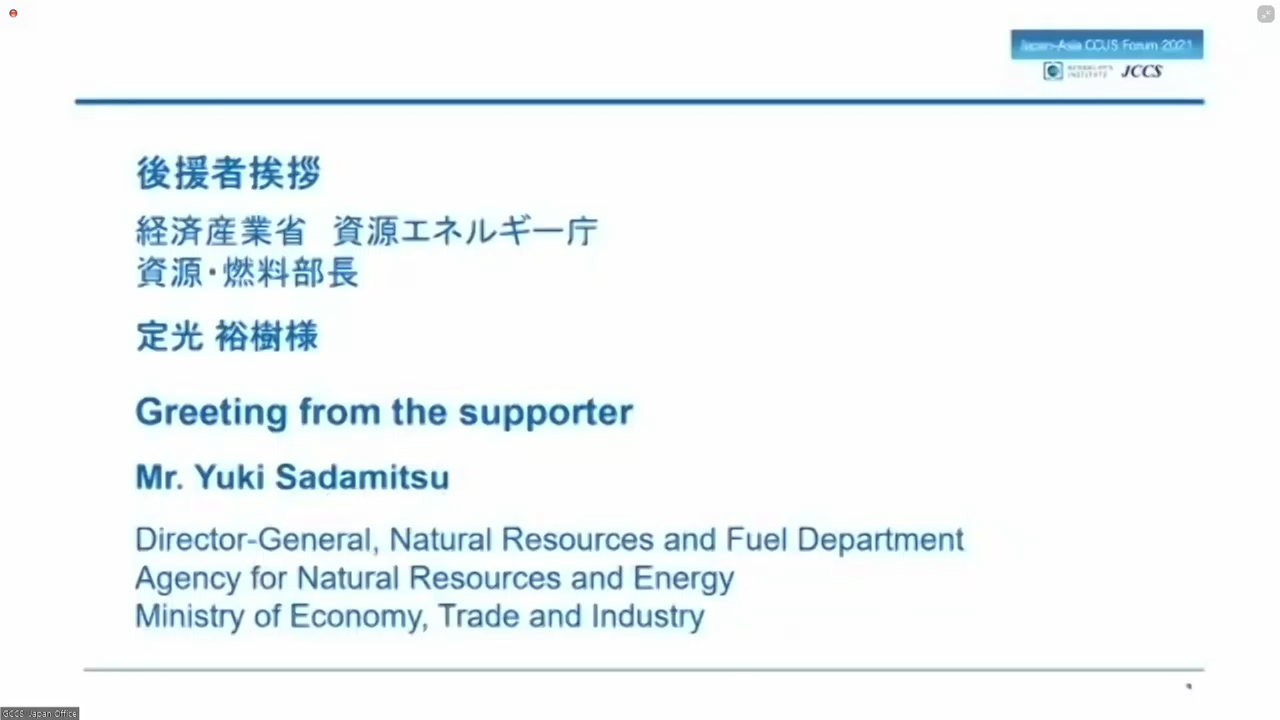 Japan-Asia CCUS Forum 2021
INSTITUTE JCCS
後援者挨拶
経済産業省 資源エネルギー庁
資源・燃料部長
定光 裕樹様
Greeting from the supporter
Mr. Yuki Sadamitsu
Director-General, Natural Resources and Fuel Department
Agency for Natural Resources and Energy
Ministry of Economy, Trade and Industry
GCCS Japan Office